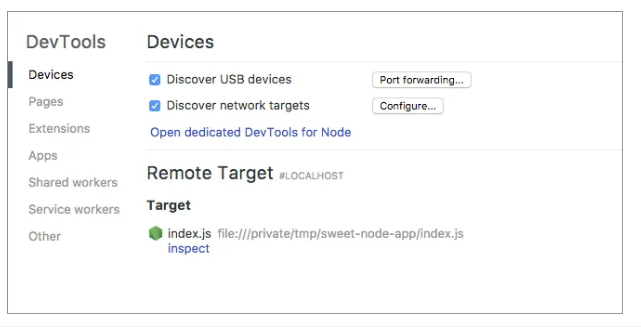 DevTools
Devices
Pages
Extensions
Apps
Shared workers
Service workers
Other
Devices
Discover USB devices
Port forwarding...
Discover network targets
Configure...
Open dedicated DevTools for Node
Remote Target #LOCALHOST
Target
index.js file:///private/tmp/sweet-node-app/index.js
inspect